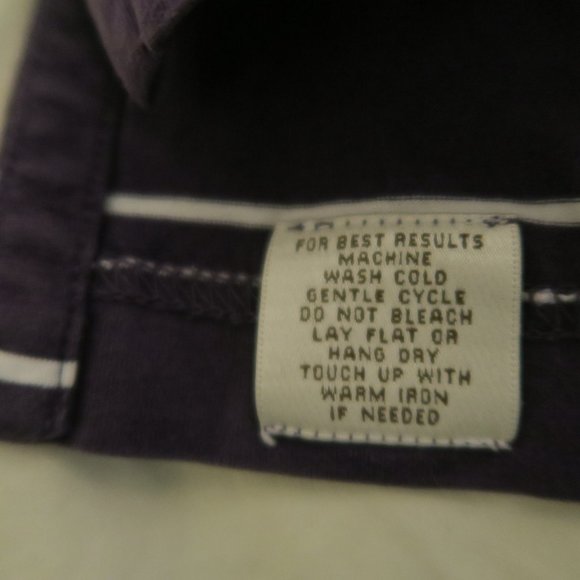 FOR BEST RESULTS
MACHINE
WASH COLD
GENTLE CYCLE
DO NOT BLEACH
LAY FLAT OR
HANG DRY
TOUCH UP WITH
WARM IRON
IF NEEDED